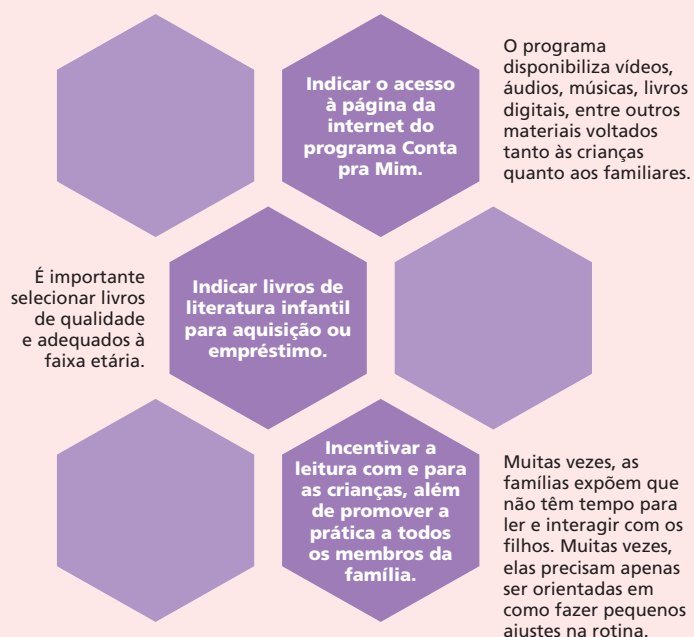 Indicar o acesso
à página da
internet do
programa Conta
pra Mim.
O programa
disponibiliza vídeos,
áudios, músicas, livros
digitais, entre outros
materiais voltados
tanto às crianças
quanto aos familiares.
É importante
selecionar livros
de qualidade
e adequados à
faixa etária.
Indicar livros de
literatura infantil
para aquisição ou
empréstimo.
Incentivar a
leitura com e para
as crianças, além
de promover a
prática a todos
os membros da
família.
Muitas vezes, as
famílias expõem que
não têm tempo para
ler e interagir com os
filhos. Muitas vezes,
elas precisam apenas
ser orientadas em
como fazer pequenos
ajustes na rotina.